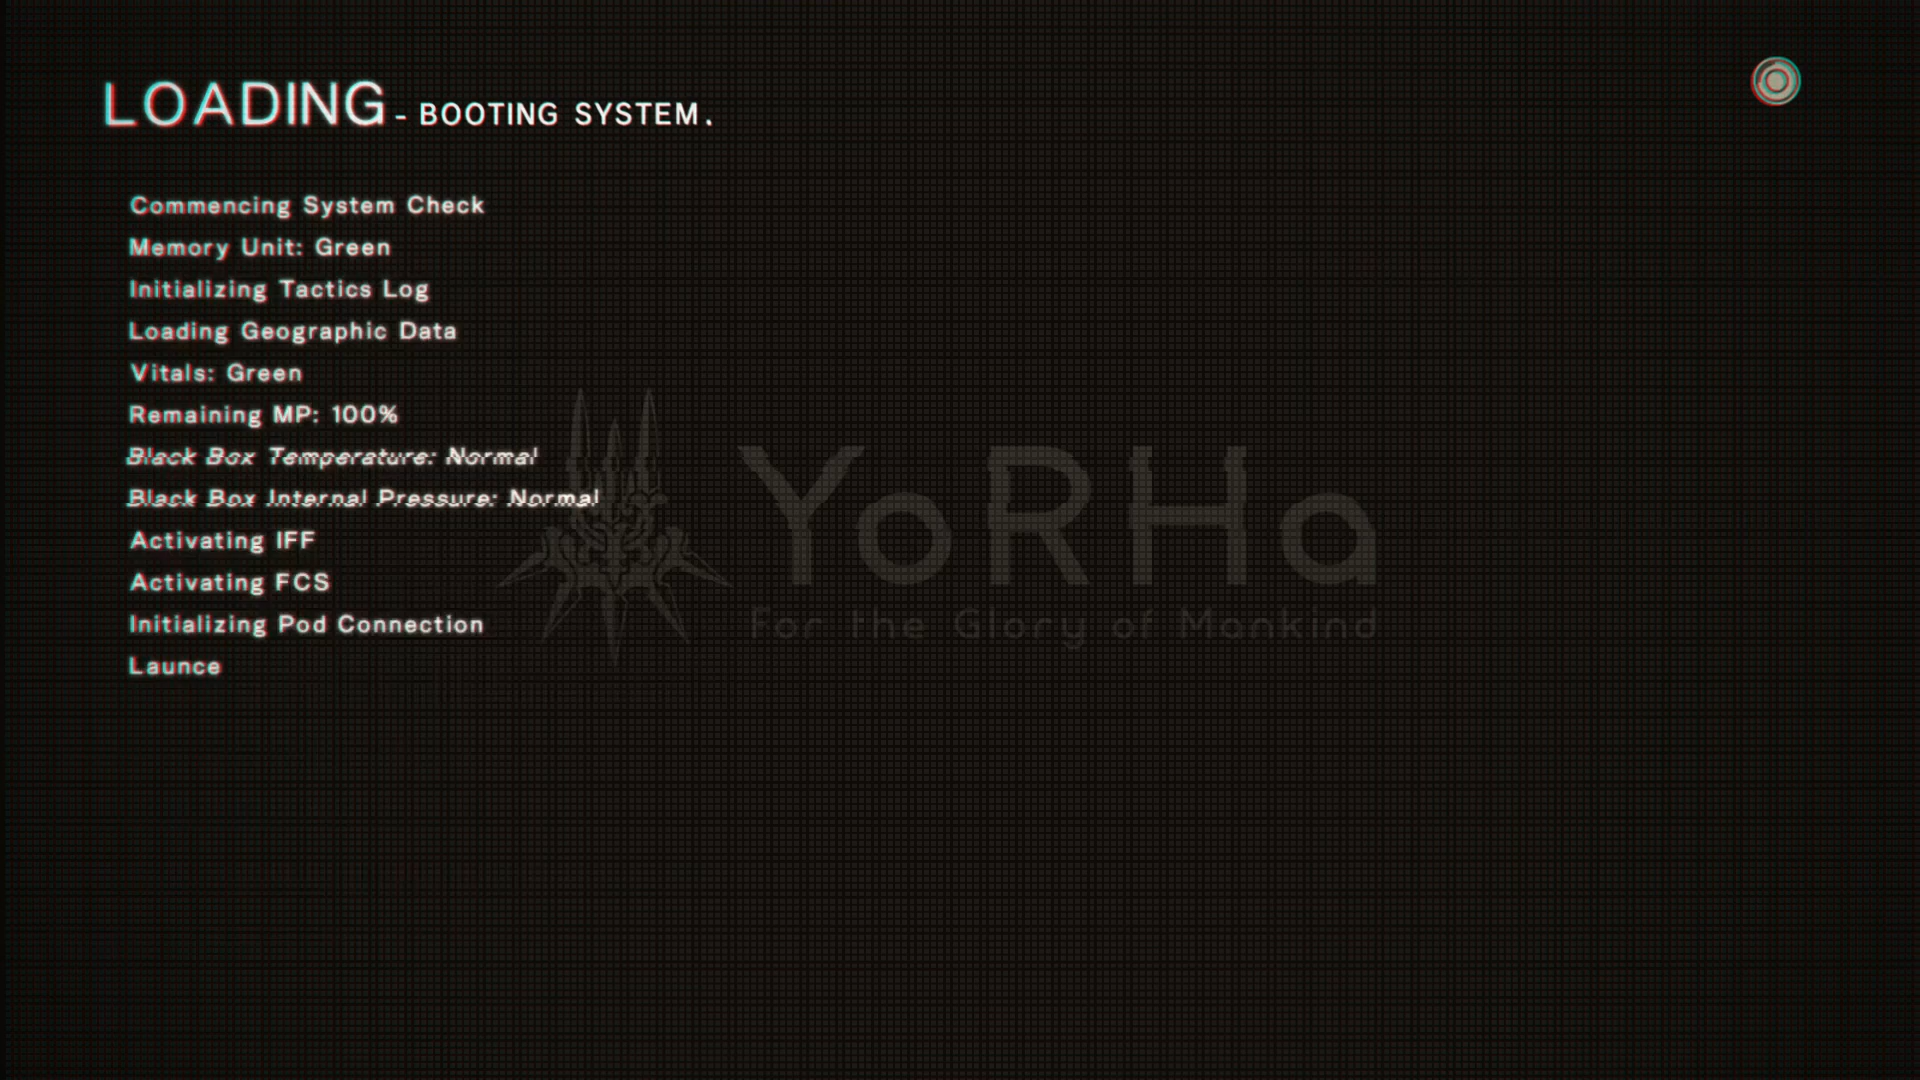 LOADING - BOOTING SYSTEM.
Commencing System Check
Memory Unit: Green
Initializing Tactics Log
Loading Geographic Data
Vitals: Green
Remaining MP: 100%
Black Box Temperature: Normal
Black Box Internal Pressure: Normal
Activating IFF
Activating FCS
Initializing Pod Connection
Launce
YoRHa
For the Glory of Mankind